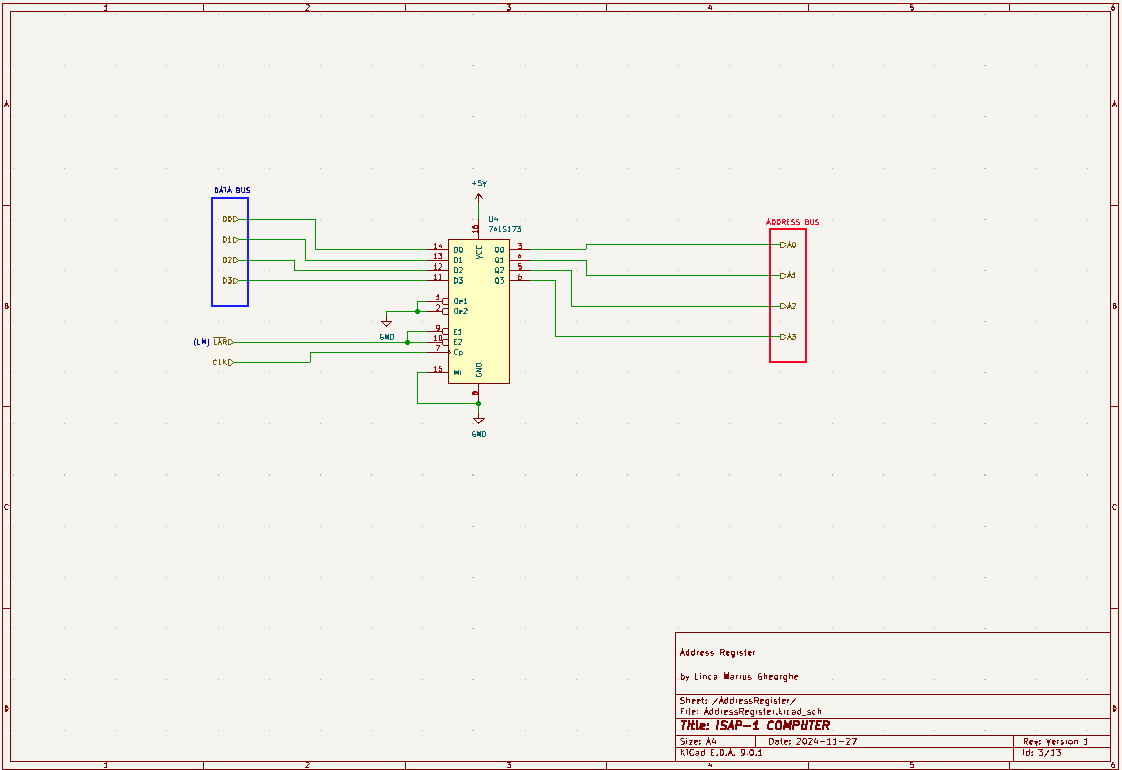 1 2 3 4 5 6
A A
DATA BUS
D0
D1
D2
D3
+5V
U4
74LS173
ADDRESS BUS
A0
A1
A2
A3
16
VCC
14 D0 Q0 3
13 D1 Q1 4
12 D2 Q2 5
11 D3 Q3 6
1 Oe1
2 Oe2
GND
9 E1
10 E2
7 Cp
15 Mr
GND
8
GND
(LM) LAR
CLK
B B
C C
D D
Address Register
by Linca Marius Gheorghe
Sheet: /AddressRegister/
File: AddressRegister.kicad_sch
Title: ISAP-1 COMPUTER
Size: A4 Date: 2024-11-27 Rev: Version 1
KiCad E.D.A. 9.0.1 Id: 3/13
1 2 3 4 5 6